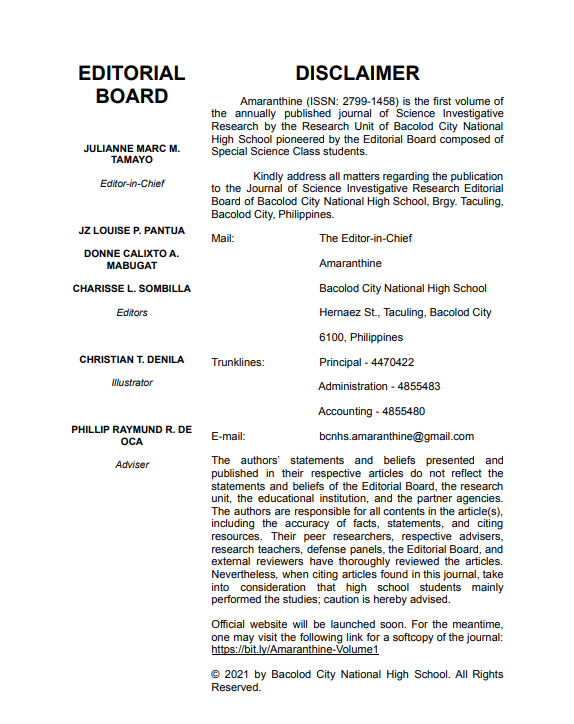 EDITORIAL
BOARD
JULIANNE MARC M.
TAMAYO
Editor-in-Chief
JZ LOUISE P. PANTUA
DONNE CALIXTO A.
MABUGAT
CHARISSE L. SOMBILLA
Editors
CHRISTIAN T. DENILA
Illustrator
PHILLIP RAYMUND R. DE
OCA
Adviser
DISCLAIMER
Amaranthine (ISSN: 2799-1458) is the first volume of
the annually published journal of Science Investigative
Research by the Research Unit of Bacolod City National
High School pioneered by the Editorial Board composed of
Special Science Class students.
Kindly address all matters regarding the publication
to the Journal of Science Investigative Research Editorial
Board of Bacolod City National High School, Brgy. Taculing,
Bacolod City, Philippines.
Mail: The Editor-in-Chief
Amaranthine
Bacolod City National High School
Hernaez St., Taculing, Bacolod City
6100, Philippines
Trunklines: Principal - 4470422
Administration - 4855483
Accounting - 4855480
E-mail: bcnhs.amaranthine@gmail.com
The authors' statements and beliefs presented and
published in their respective articles do not reflect the
statements and beliefs of the Editorial Board, the research
unit, the educational institution, and the partner agencies.
The authors are responsible for all contents in the article(s),
including the accuracy of facts, statements, and citing
resources. Their peer researchers, respective advisers,
research teachers, defense panels, the Editorial Board, and
external reviewers have thoroughly reviewed the articles.
Nevertheless, when citing articles found in this journal, take
into consideration that high school students mainly
performed the studies; caution is hereby advised.
Official website will be launched soon. For the meantime,
one may visit the following link for a softcopy of the journal:
https://bit.ly/Amaranthine-Volume1
© 2021 by Bacolod City National High School. All Rights
Reserved.